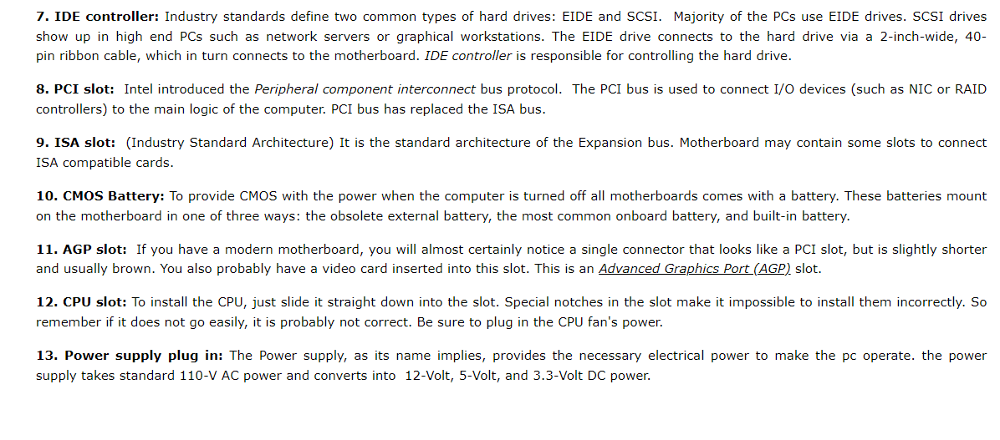 7. IDE controller: Industry standards define two common types of hard drives: EIDE and SCSI. Majority of the PCs use EIDE drives. SCSI drives
show up in high end PCs such as network servers or graphical workstations. The EIDE drive connects to the hard drive via a 2-inch-wide, 40-
pin ribbon cable, which in turn connects to the motherboard. IDE controller is responsible for controlling the hard drive.
8. PCI slot: Intel introduced the Peripheral component interconnect bus protocol. The PCI bus is used to connect I/O devices (such as NIC or RAID
controllers) to the main logic of the computer. PCI bus has replaced the ISA bus.
9. ISA slot: (Industry Standard Architecture) It is the standard architecture of the Expansion bus. Motherboard may contain some slots to connect
ISA compatible cards.
10. CMOS Battery: To provide CMOS with the power when the computer is turned off all motherboards comes with a battery. These batteries mount
on the motherboard in one of three ways: the obsolete external battery, the most common onboard battery, and built-in battery.
11. AGP slot: If you have a modern motherboard, you will almost certainly notice a single connector that looks like a PCI slot, but is slightly shorter
and usually brown. You also probably have a video card inserted into this slot. This is an Advanced Graphics Port (AGP) slot.
12. CPU slot: To install the CPU, just slide it straight down into the slot. Special notches in the slot make it impossible to install them incorrectly. So
remember if it does not go easily, it is probably not correct. Be sure to plug in the CPU fan's power.
13. Power supply plug in: The Power supply, as its name implies, provides the necessary electrical power to make the pc operate. the power
supply takes standard 110-V AC power and converts into 12-Volt, 5-Volt, and 3.3-Volt DC power.